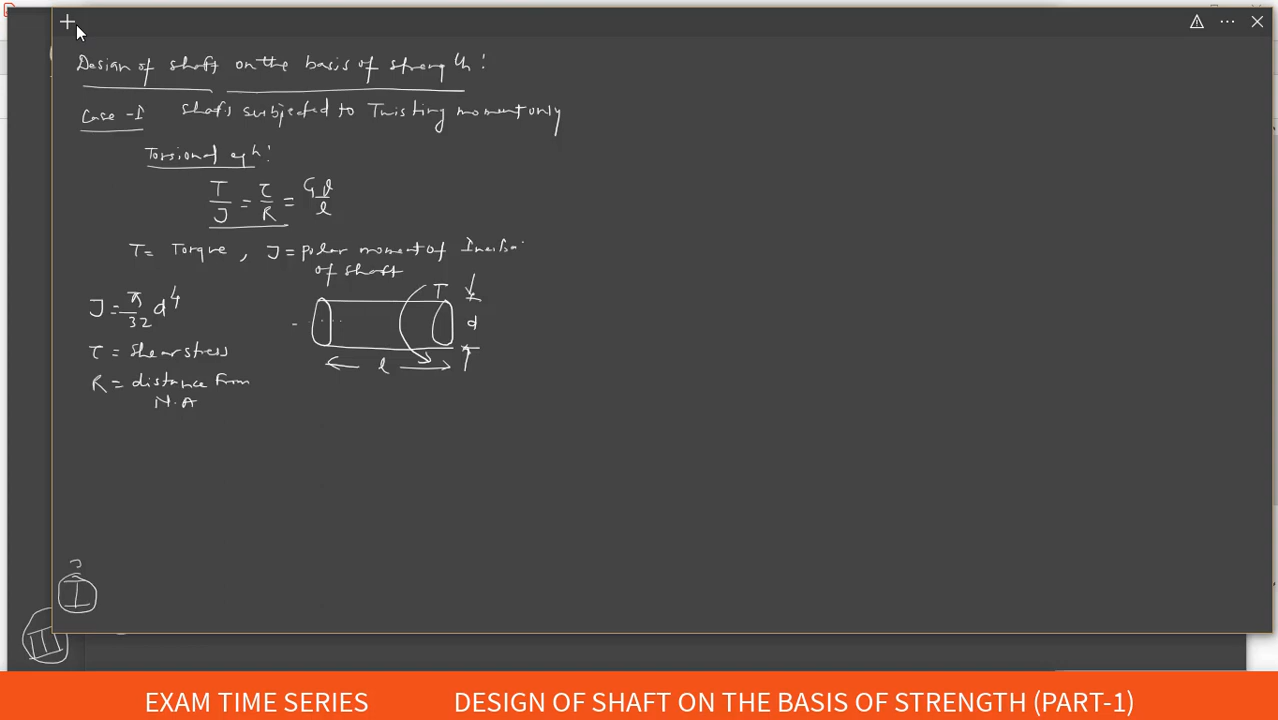 Design of shaft on the basis of strength:
Case -I shafts subjected to Twisting moment only
Torsional eqn:
T/J = τ/R = Gθ/l
T = Torque, J = polar moment of Inertia
of shaft
J = π/32 d⁴
T
d
l
τ = Shear stress
R = distance from
N.A
I
III
EXAM TIME SERIES DESIGN OF SHAFT ON THE BASIS OF STRENGTH (PART-1)